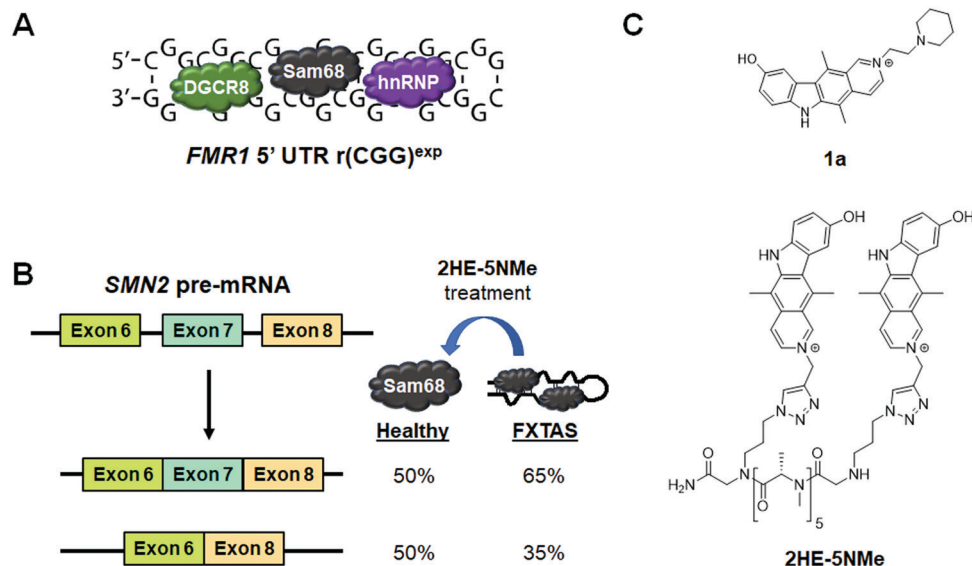 A
5'–C G G C G G C G G C G G G
DGCR8
Sam68
hnRNP
3'–G G C G G C G G C G G C
FMR1 5' UTR r(CGG)exp
B
SMN2 pre-mRNA
Exon 6 Exon 7 Exon 8
2HE-5NMe
treatment
Sam68
Healthy FXTAS
Exon 6 Exon 7 Exon 8 50% 65%
Exon 6 Exon 8 50% 35%
C
N
HO
N⊕
NH
1a
OH OH
HN HN
N⊕ N⊕
N N
N=N N=N
O O
H2N N N NH
O
5
2HE-5NMe